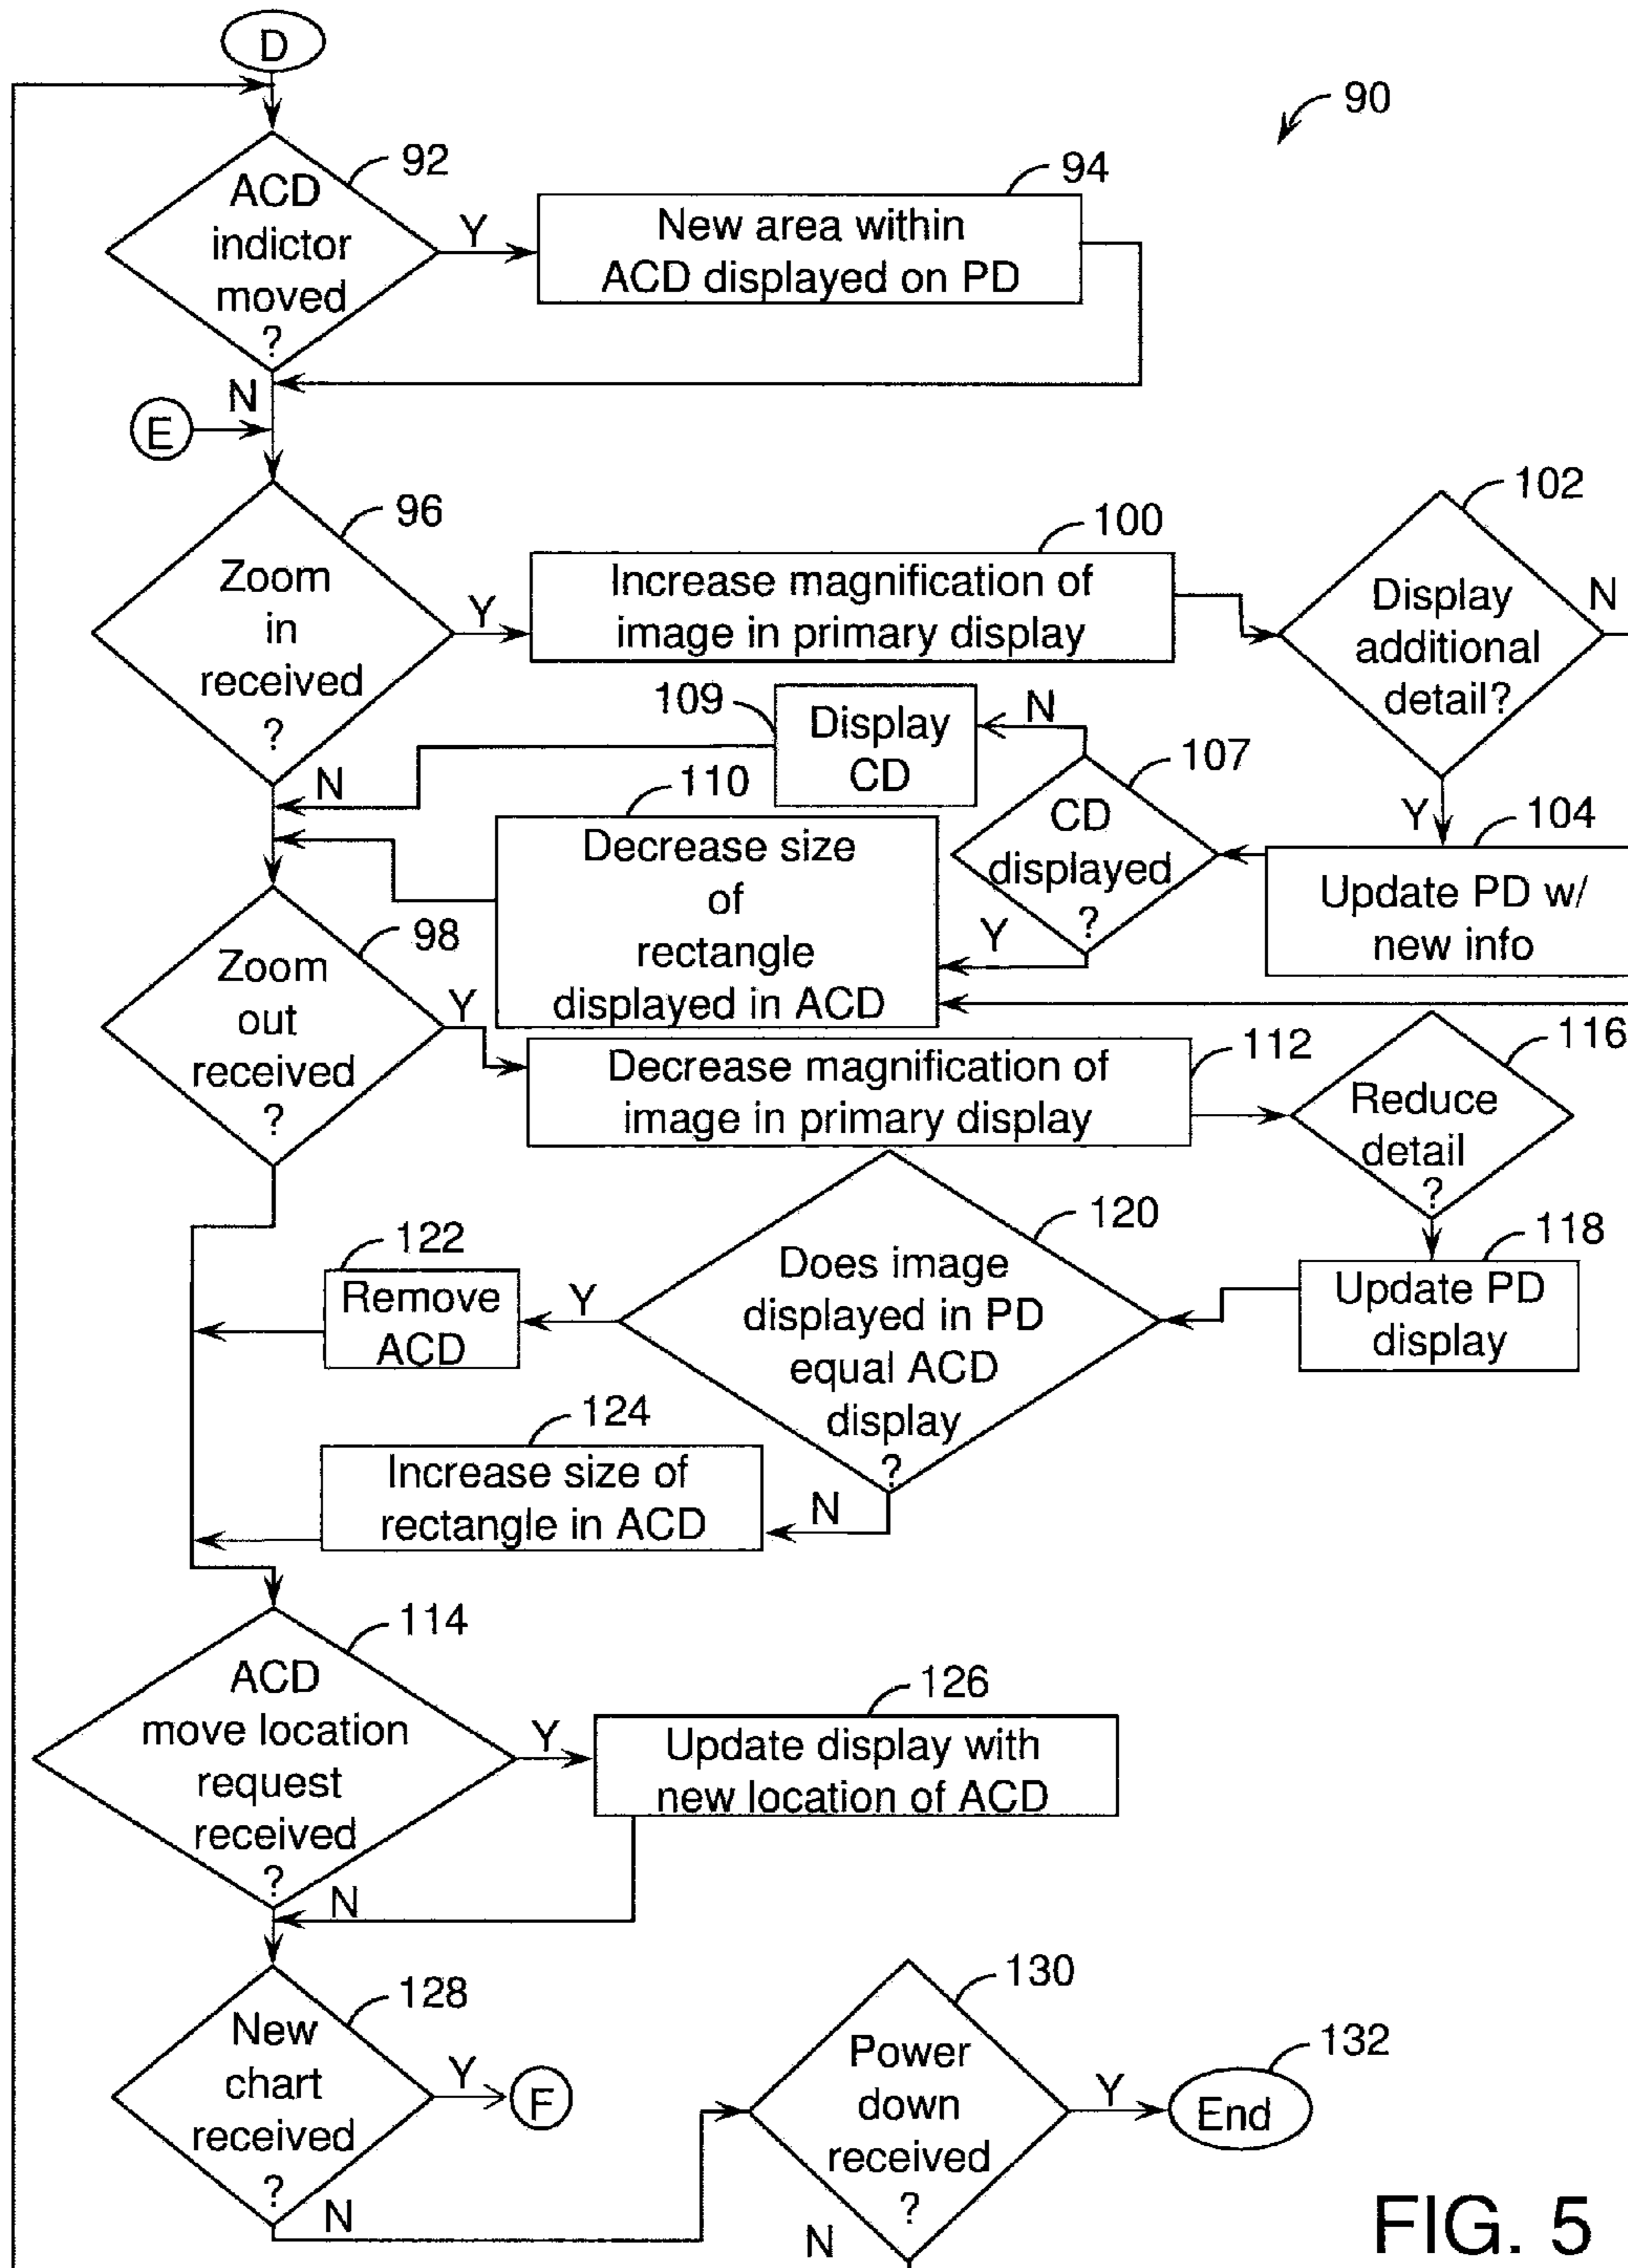 D
90
92
ACD
indictor
moved
?
Y
94
New area within
ACD displayed on PD
N
E
96
Zoom
in
received
?
Y
100
Increase magnification of
image in primary display
102
Display
additional
detail?
N
Y
104
Update PD w/
new info
107
CD
displayed
?
N
109
Display
CD
Y
110
Decrease size
of
rectangle
displayed in ACD
N
98
Zoom
out
received
?
Y
112
Decrease magnification of
image in primary display
116
Reduce
detail
?
118
Update PD
display
120
Does image
displayed in PD
equal ACD
display
?
Y
122
Remove
ACD
N
124
Increase size of
rectangle in ACD
114
ACD
move location
request
received
?
Y
126
Update display with
new location of ACD
N
128
New
chart
received
?
Y
F
N
130
Power
down
received
?
Y
132
End
N
FIG. 5